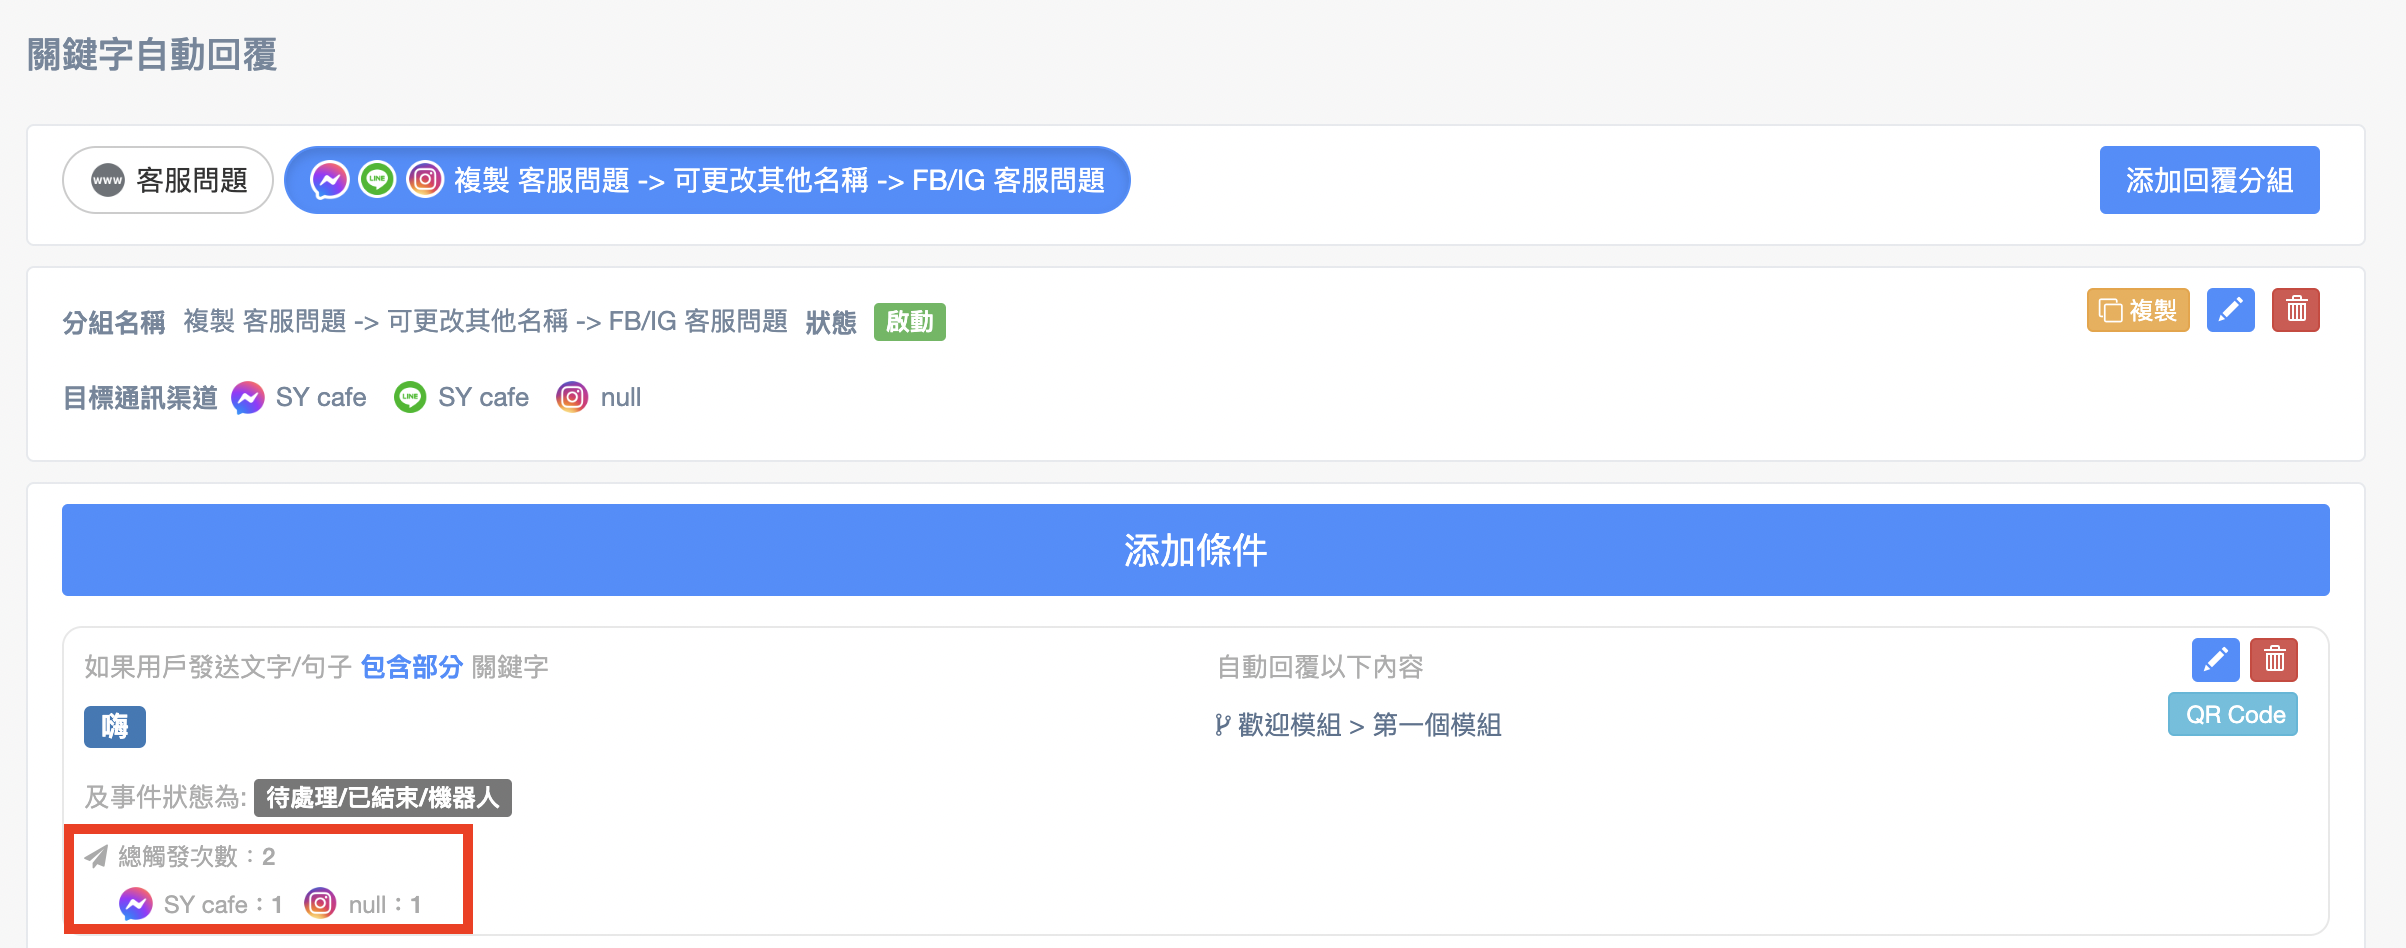 關鍵字自動回覆
www 客服問題
LINE 複製 客服問題 -> 可更改其他名稱 -> FB/IG 客服問題
添加回覆分組
分組名稱 複製 客服問題 -> 可更改其他名稱 -> FB/IG 客服問題 狀態 啟動
複製
目標通訊渠道 SY cafe LINE SY cafe null
添加條件
如果用戶發送文字/句子 包含部分 關鍵字
自動回覆以下內容
嗨
歡迎模組 > 第一個模組
QR Code
及事件狀態為: 待處理/已結束/機器人
總觸發次數：2
SY cafe：1 null：1